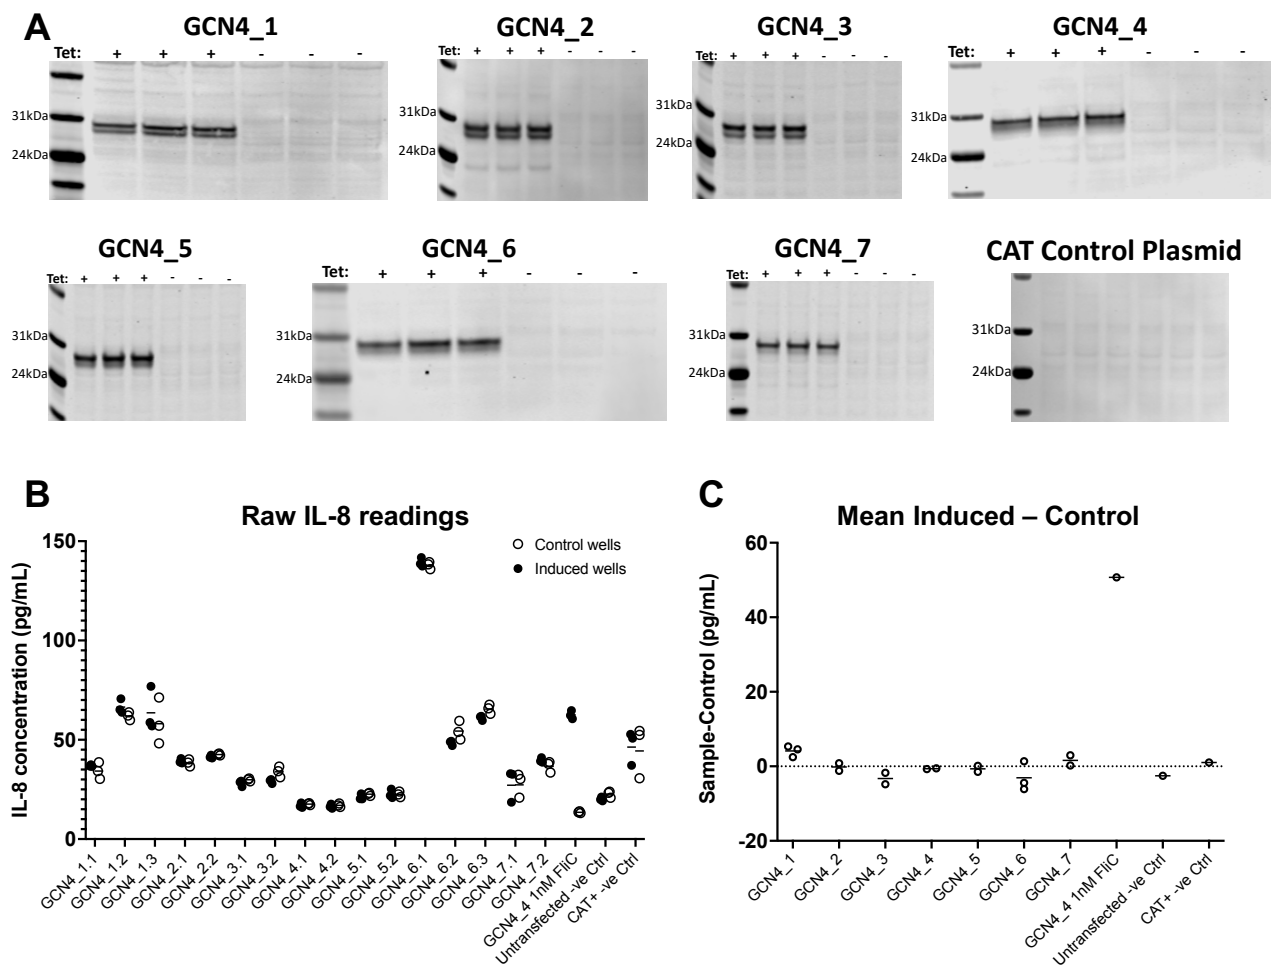 A
GCN4_1
Tet: + + + - - -
31kDa
24kDa
GCN4_2
Tet: + + + - - -
31kDa
24kDa
GCN4_3
Tet: + + + - - -
31kDa
24kDa
GCN4_4
Tet: + + + - - -
31kDa
24kDa
GCN4_5
Tet: + + + - - -
31kDa
24kDa
GCN4_6
Tet: + + + - - -
31kDa
24kDa
GCN4_7
Tet: + + + - - -
31kDa
24kDa
CAT Control Plasmid
31kDa
24kDa
B
Raw IL-8 readings
IL-8 concentration (pg/mL)
150
100
50
0
Control wells
Induced wells
GCN4_1.1
GCN4_1.2
GCN4_1.3
GCN4_2.1
GCN4_2.2
GCN4_3.1
GCN4_3.2
GCN4_4.1
GCN4_4.2
GCN4_5.1
GCN4_5.2
GCN4_6.1
GCN4_6.2
GCN4_6.3
GCN4_7.1
GCN4_7.2
GCN4_4 1nM FliC
Untransfected -ve Ctrl
CAT+ -ve Ctrl
C
Mean Induced – Control
Sample-Control (pg/mL)
60
40
20
0
-20
GCN4_1
GCN4_2
GCN4_3
GCN4_4
GCN4_5
GCN4_6
GCN4_7
GCN4_4 1nM FliC
Untransfected -ve Ctrl
CAT+ -ve Ctrl